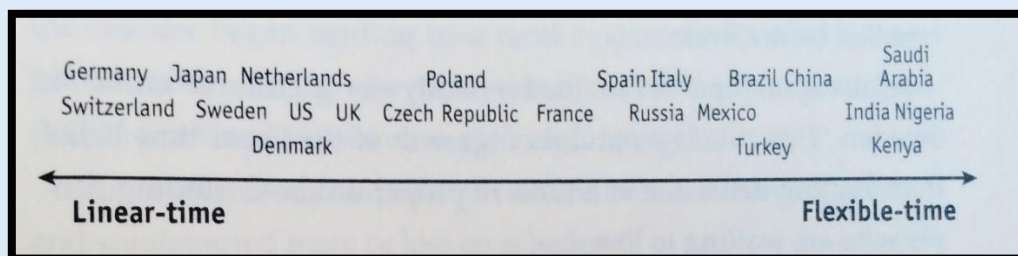 Saudi
Germany Japan Netherlands Poland Spain Italy Brazil China Arabia
Switzerland Sweden US UK Czech Republic France Russia Mexico India Nigeria
Denmark Turkey Kenya
Linear-time Flexible-time